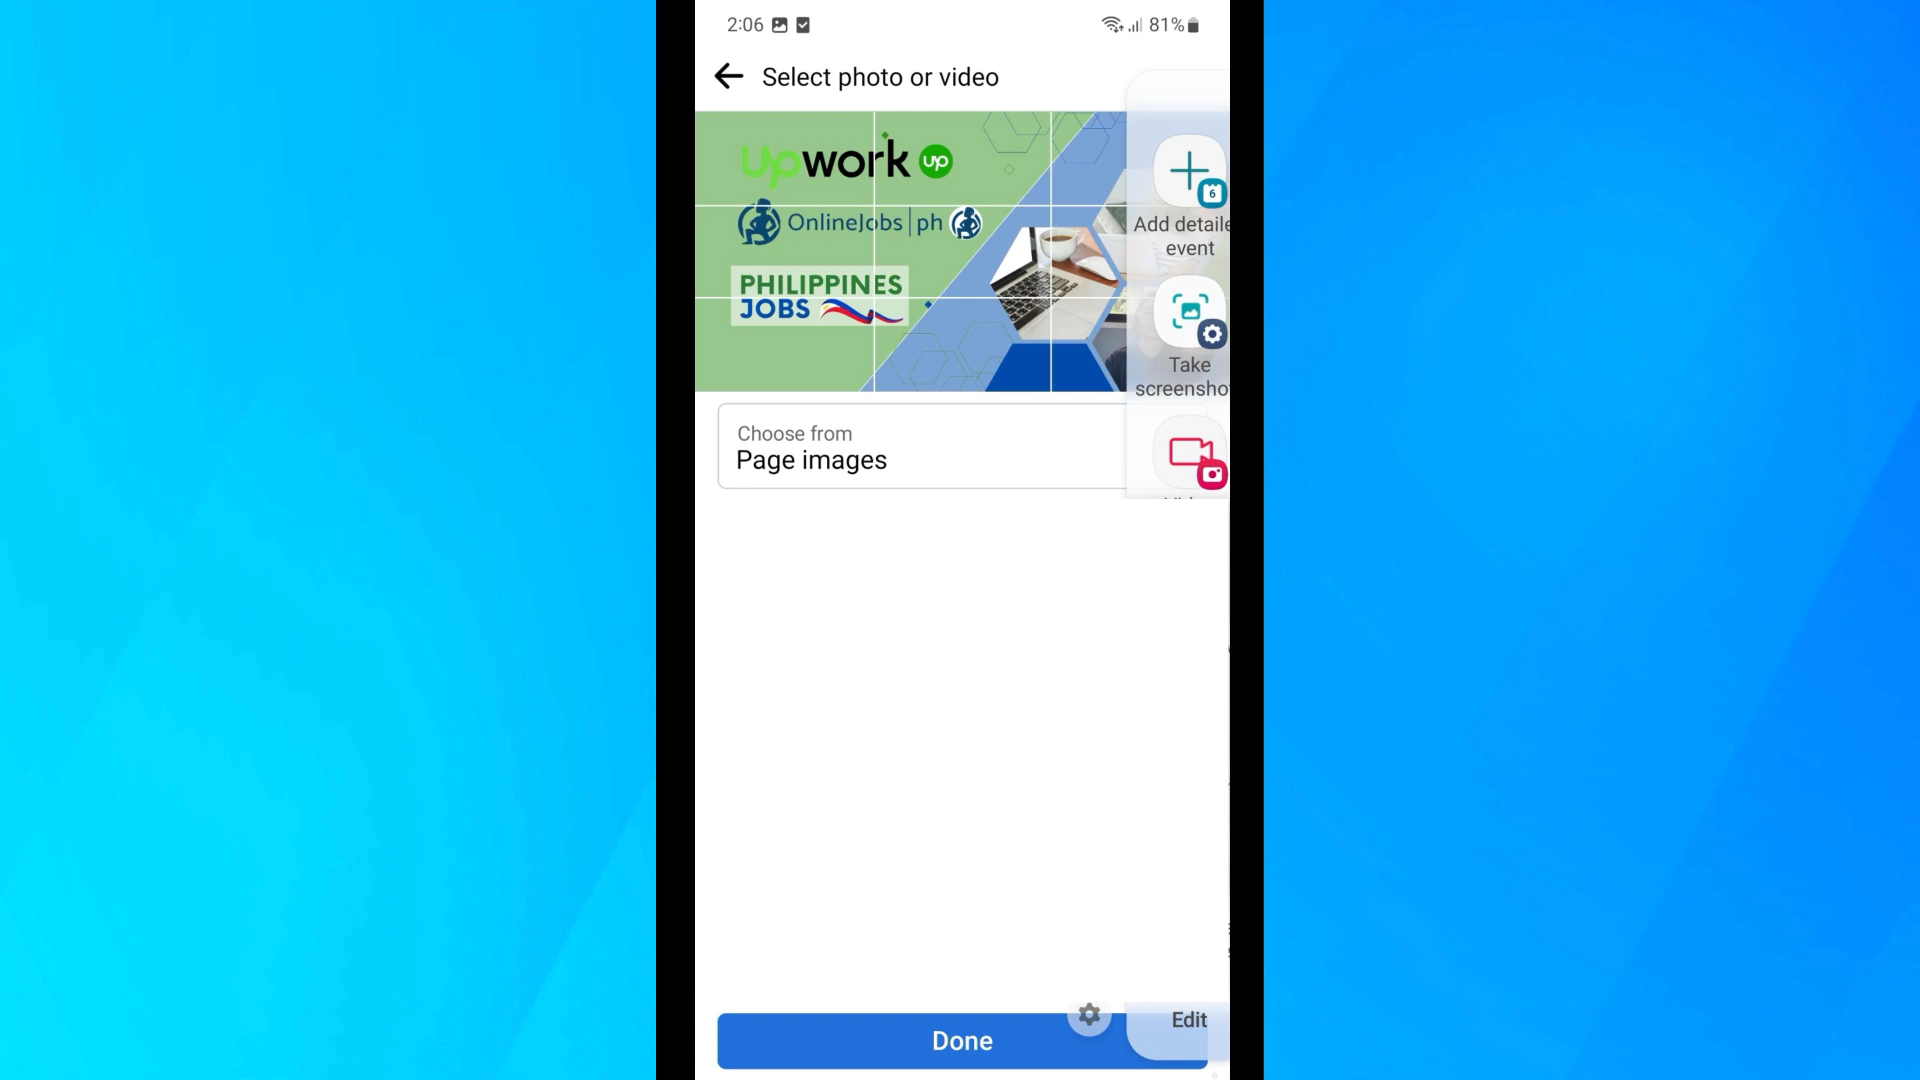 2:06
81%
Select photo or video
upwork up
OnlineJobs ph
PHILIPPINES
JOBS
6
Add detaile
event
Take
screensho
Choose from
Page images
Edit
Done